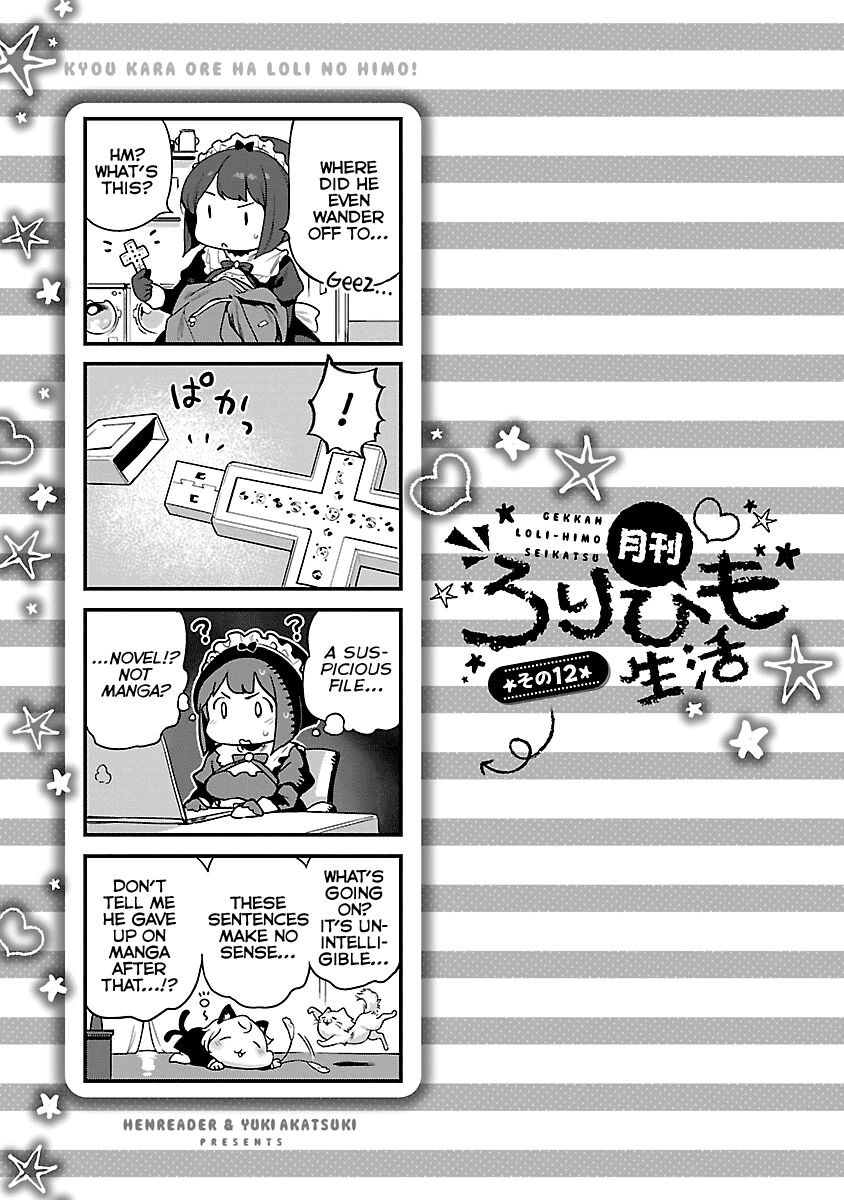 KYOU KARA ORE HA LOLI NO HIMO!
WHERE
DID HE
EVEN
WANDER
OFF TO...
Geez...
HM?
WHAT'S
THIS?
!
ぱかっ
A SUS-
PICIOUS
FILE...
? ?
...NOVEL!?
NOT
MANGA?
WHAT'S
GOING
ON?
IT'S UN-
INTELLI-
GIBLE...
THESE
SENTENCES
MAKE NO
SENSE...
DON'T
TELL ME
HE GAVE
UP ON
MANGA
AFTER
THAT...!?
HENREADER & YUKI AKATSUKI
PRESENTS
GEKKAN
LOLI-HIMO
SEIKATSU
月刊
ろりひも
生活
★その12★